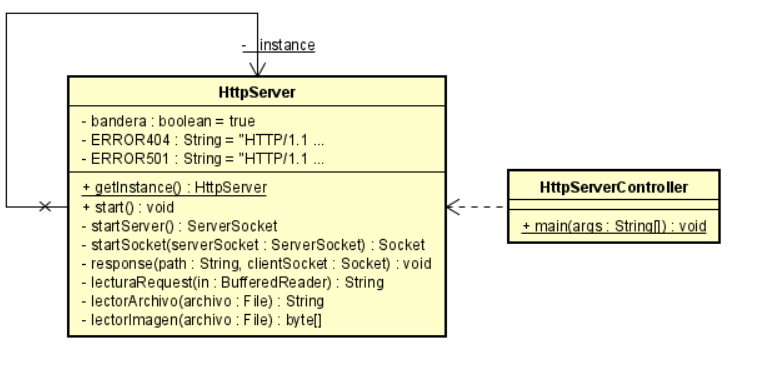 - _instance
HttpServer
- bandera : boolean = true
- ERROR404 : String = "HTTP/1.1 ...
- ERROR501 : String = "HTTP/1.1 ...
+ getInstance() : HttpServer
+ start() : void
- startServer() : ServerSocket
- startSocket(serverSocket : ServerSocket) : Socket
- response(path : String, clientSocket : Socket) : void
- lecturaRequest(in : BufferedReader) : String
- lectorArchivo(archivo : File) : String
- lectorImagen(archivo : File) : byte[]
HttpServerController
+ main(args : String[]) : void